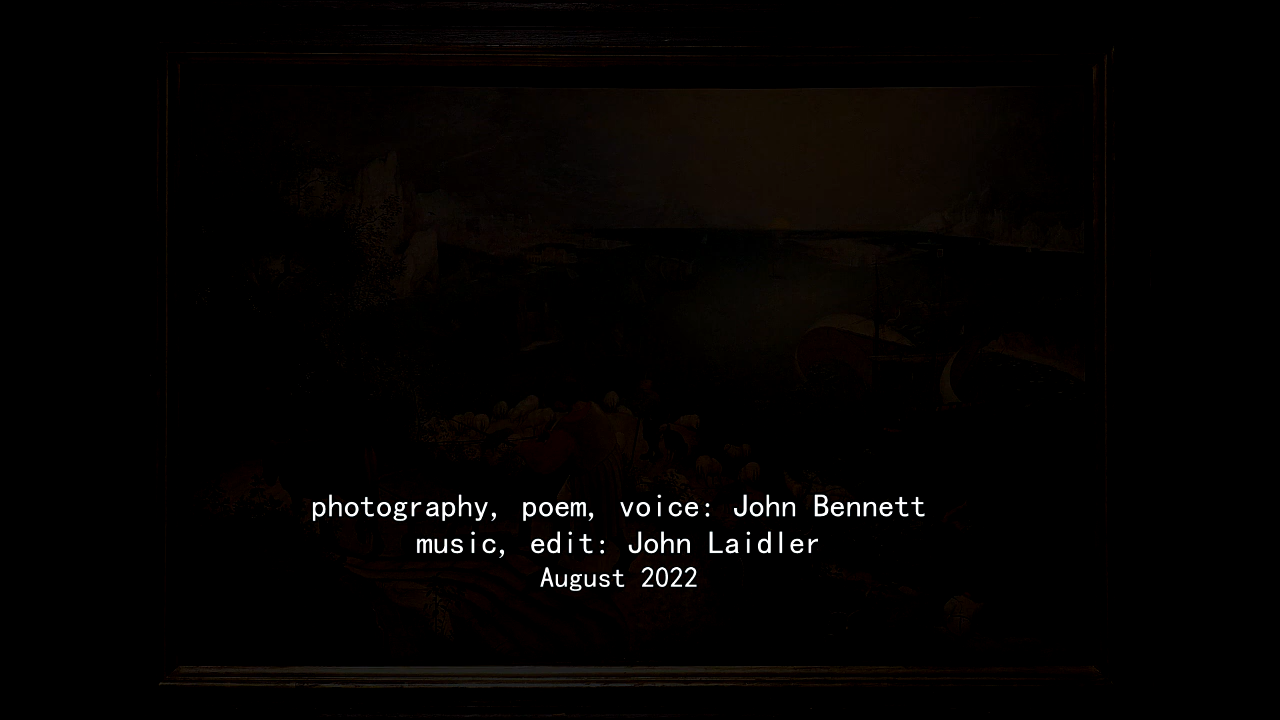 photography, poem, voice: John Bennett
music, edit: John Laidler
August 2022